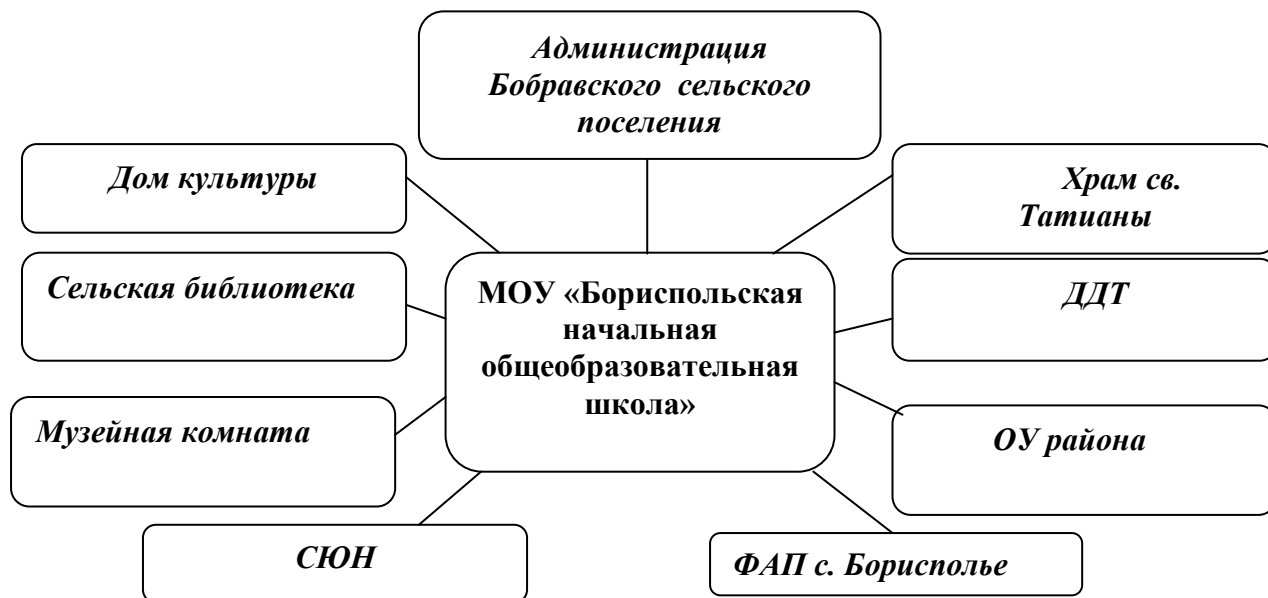 Администрация
Бобравского сельского
поселения
Дом культуры
Храм св.
Татианы
Сельская библиотека
МОУ «Бориспольская
начальная
общеобразовательная
школа»
ДДТ
Музейная комната
ОУ района
СЮН
ФАП с. Борисполье